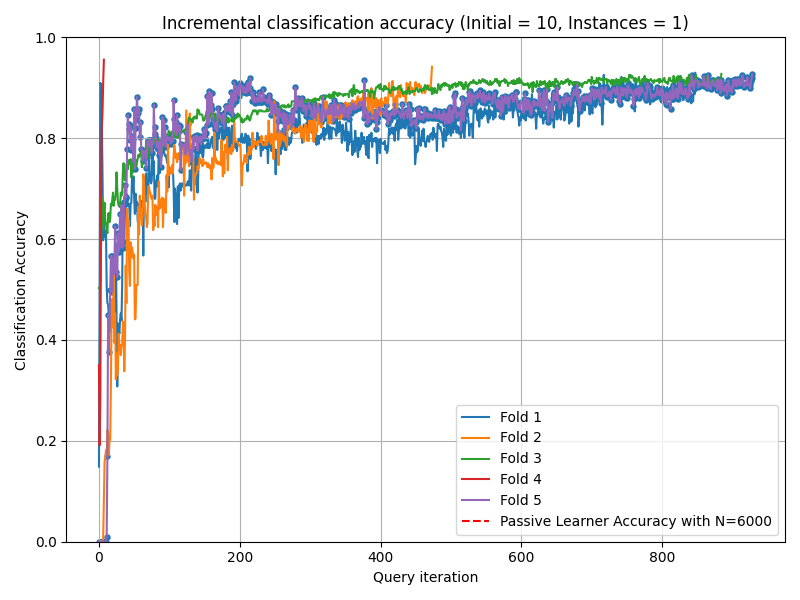 Incremental classification accuracy (Initial = 10, Instances = 1)
1.0
0.8
0.6
0.4
0.2
0.0
Classification Accuracy
0 200 400 600 800
Query iteration
Fold 1
Fold 2
Fold 3
Fold 4
Fold 5
Passive Learner Accuracy with N=6000